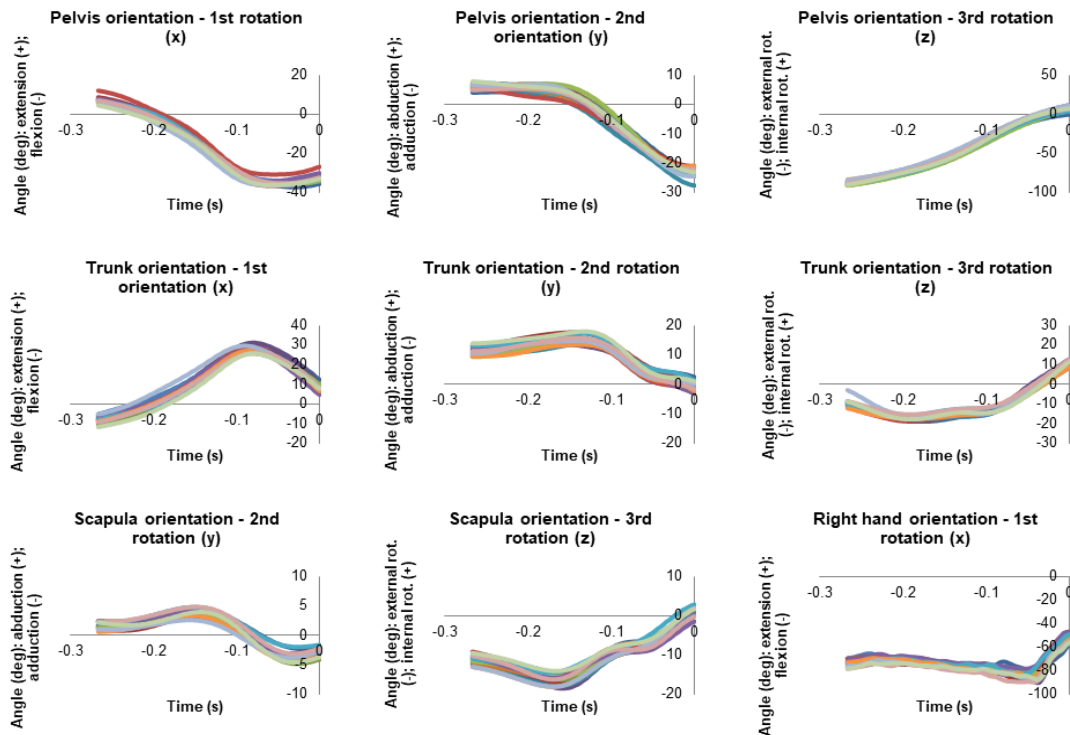 Pelvis orientation - 1st rotation
(x)
Angle (deg): extension (+);
flexion (-)
20
0
-20
-40
-0.3
-0.2
-0.1
0
Time (s)
Pelvis orientation - 2nd
orientation (y)
Angle (deg): abduction (+);
adduction (-)
10
0
-10
-20
-30
-0.3
-0.2
-0.1
0
Time (s)
Pelvis orientation - 3rd rotation
(z)
Angle (deg): external rot.
(-); internal rot. (+)
50
0
-50
-100
-0.3
-0.2
-0.1
0
Time (s)
Trunk orientation - 1st
orientation (x)
Angle (deg): extension (+);
flexion (-)
40
30
20
10
0
-10
-20
-0.3
-0.2
-0.1
0
Time (s)
Trunk orientation - 2nd rotation
(y)
Angle (deg): abduction (+);
adduction (-)
20
10
0
-10
-20
-0.3
-0.2
-0.1
0
Time (s)
Trunk orientation - 3rd rotation
(z)
Angle (deg): external rot.
(-); internal rot. (+)
30
20
10
0
-10
-20
-30
-0.3
-0.2
-0.1
0
Time (s)
Scapula orientation - 2nd
rotation (y)
Angle (deg): abduction (+);
adduction (-)
10
5
0
-5
-10
-0.3
-0.2
-0.1
0
Time (s)
Scapula orientation - 3rd
rotation (z)
Angle (deg): external rot.
(-); internal rot. (+)
10
0
-10
-20
-0.3
-0.2
-0.1
0
Time (s)
Right hand orientation - 1st
rotation (x)
Angle (deg): extension (+);
flexion (-)
0
-20
-40
-60
-80
-100
-0.3
-0.2
-0.1
0
Time (s)